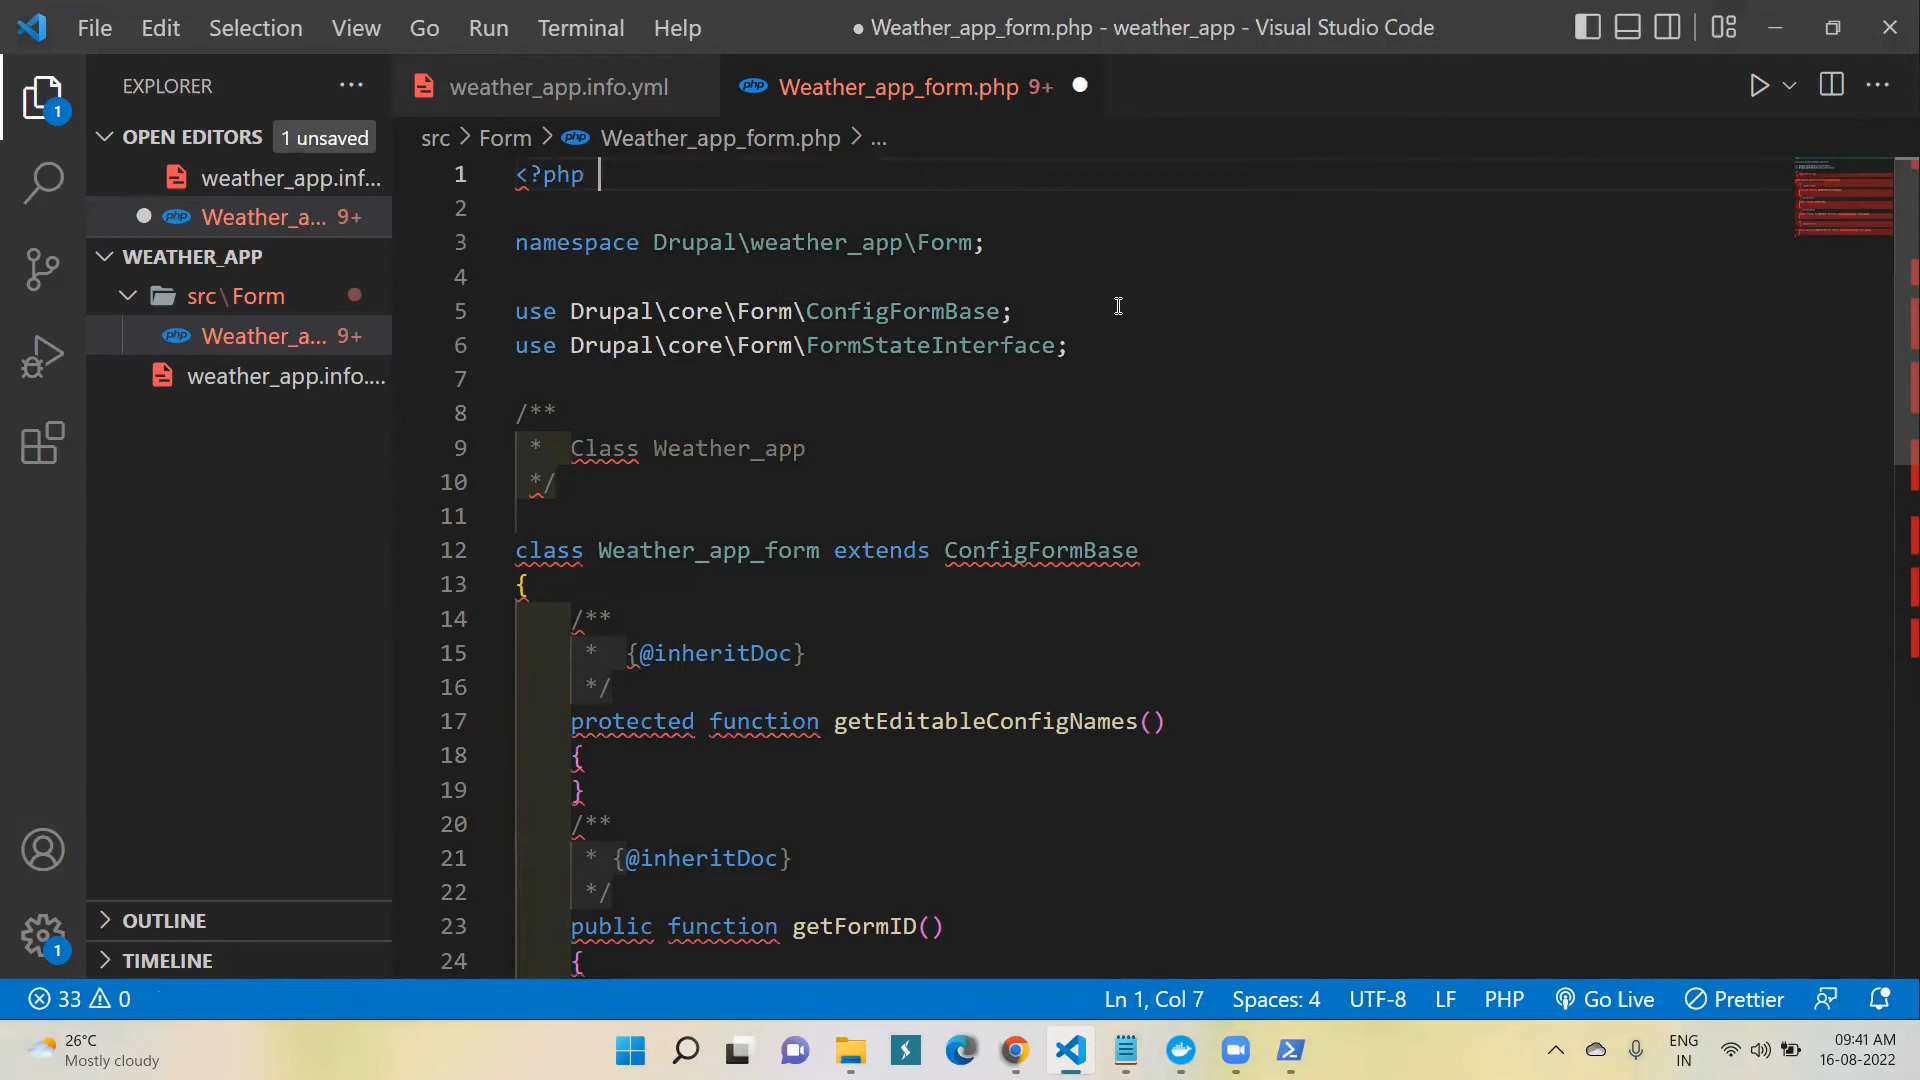 File Edit Selection View Go Run Terminal Help
● Weather_app_form.php - weather_app - Visual Studio Code
EXPLORER
OPEN EDITORS 1 unsaved
weather_app.inf...
Weather_a... 9+
WEATHER_APP
src\Form
Weather_a... 9+
weather_app.info....
OUTLINE
TIMELINE
1
1
weather_app.info.yml
Weather_app_form.php 9+
src > Form > php Weather_app_form.php > ...
1 <?php
2
3 namespace Drupal\weather_app\Form;
4
5 use Drupal\core\Form\ConfigFormBase;
6 use Drupal\core\Form\FormStateInterface;
7
8 /**
9 * Class Weather_app
10 */
11
12 class Weather_app_form extends ConfigFormBase
13 {
14 /**
15 * {@inheritDoc}
16 */
17 protected function getEditableConfigNames()
18 {
19 }
20 /**
21 * {@inheritDoc}
22 */
23 public function getFormID()
24 {
33 0
Ln 1, Col 7 Spaces: 4 UTF-8 LF PHP Go Live Prettier
26°C
Mostly cloudy
ENG
IN
09:41 AM
16-08-2022